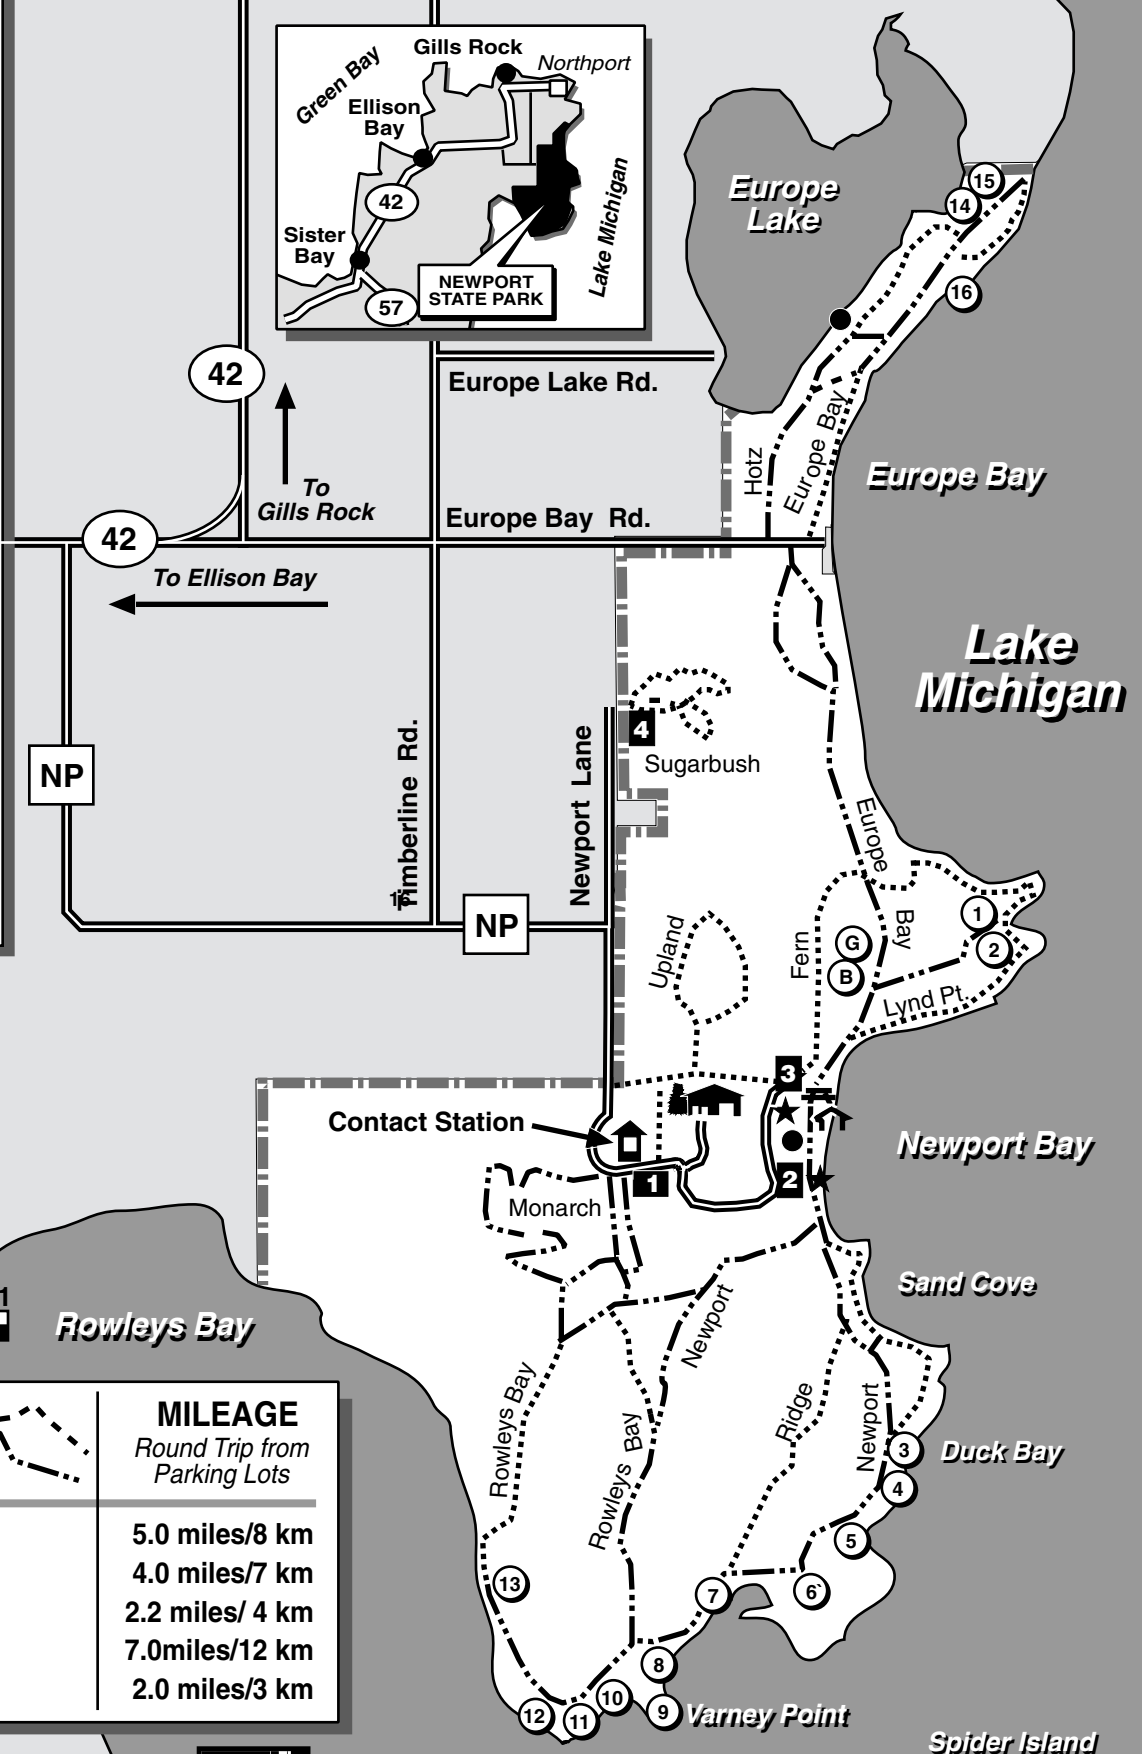 Gills Rock
Northport
Green Bay
Ellison
Bay
42
Sister
Bay
57
NEWPORT
STATE PARK
Lake Michigan
Europe
Lake
15
14
16
42
Europe Lake Rd.
To
Gills Rock
Europe Bay Rd.
42
To Ellison Bay
Hotz
Europe Bay
Europe Bay
Lake
Michigan
NP
Timberline Rd.
16
Newport Lane
4
Sugarbush
NP
Europe
Bay
Upland
Fern
G
B
1
2
Lynd Pt.
3
Contact Station
Newport Bay
1
2
Monarch
Sand Cove
1
Rowleys Bay
Newport
Rowleys Bay
Rowleys Bay
Ridge
Newport
3
Duck Bay
4
5
6`
7
13
8
9
10
11
12
Varney Point
Spider Island
MILEAGE
Round Trip from
Parking Lots
5.0 miles/8 km
4.0 miles/7 km
2.2 miles/ 4 km
7.0miles/12 km
2.0 miles/3 km